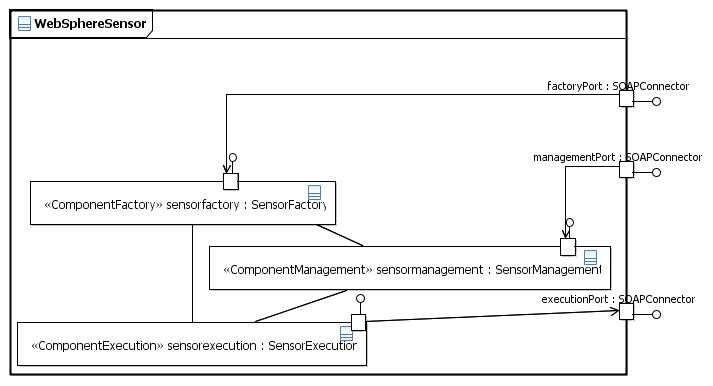 WebSphereSensor
factoryPort : SOAPConnector
managementPort : SOAPConnector
«ComponentFactory» sensorfactory : SensorFactory
«ComponentManagement» sensormanagement : SensorManagement
executionPort : SOAPConnector
«ComponentExecution» sensorexecution : SensorExecution